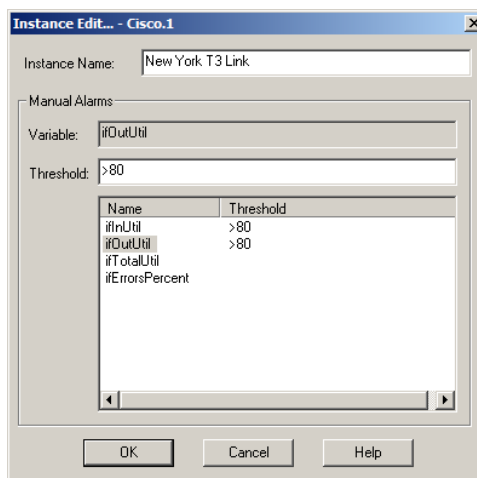 Instance Edit... - Cisco.1
Instance Name: New York T3 Link
Manual Alarms
Variable: ifOutUtil
Threshold: >80
Name Threshold
ifInUtil >80
ifOutUtil >80
ifTotalUtil
ifErrorsPercent
OK Cancel Help